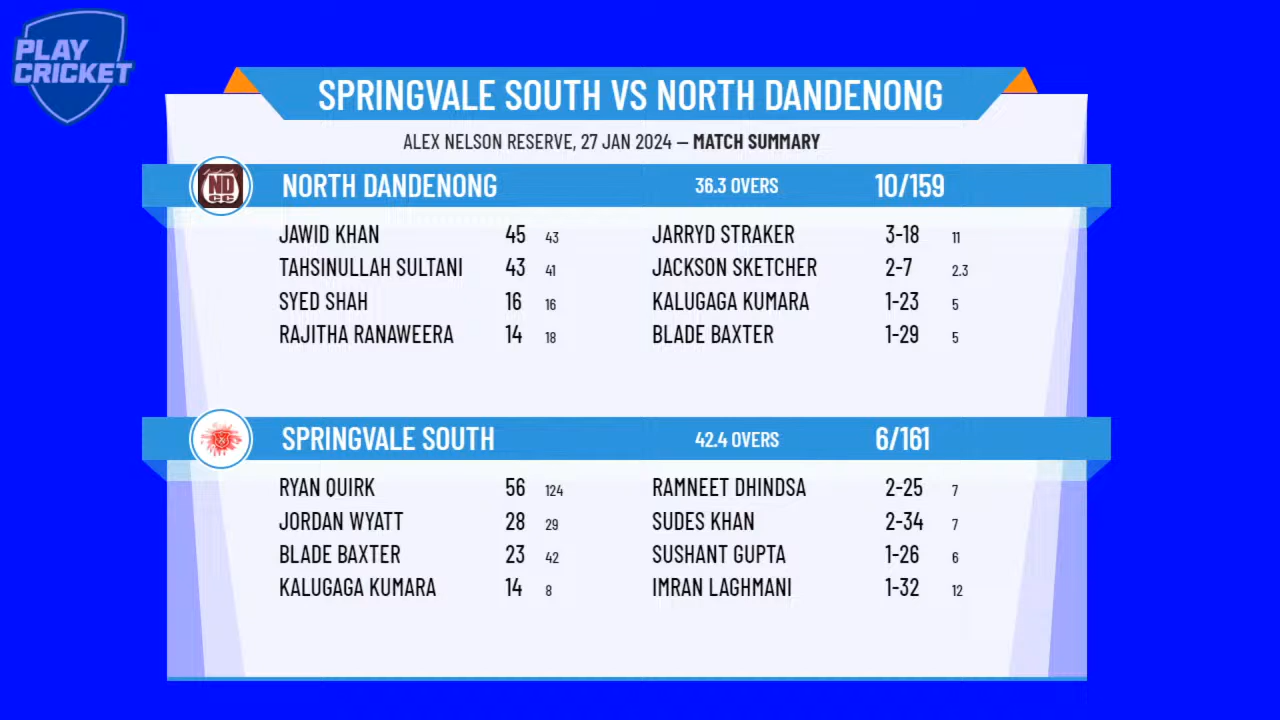 PLAY
CRICKET
SPRINGVALE SOUTH VS NORTH DANDENONG
ALEX NELSON RESERVE, 27 JAN 2024 – MATCH SUMMARY
ND
CC
NORTH DANDENONG 36.3 OVERS 10/159
JAWID KHAN 45 43 JARRYD STRAKER 3-18 11
TAHSINULLAH SULTANI 43 41 JACKSON SKETCHER 2-7 2.3
SYED SHAH 16 16 KALUGAGA KUMARA 1-23 5
RAJITHA RANAWEERA 14 18 BLADE BAXTER 1-29 5
SPRINGVALE SOUTH 42.4 OVERS 6/161
RYAN QUIRK 56 124 RAMNEET DHINDSA 2-25 7
JORDAN WYATT 28 29 SUDES KHAN 2-34 7
BLADE BAXTER 23 42 SUSHANT GUPTA 1-26 6
KALUGAGA KUMARA 14 8 IMRAN LAGHMANI 1-32 12